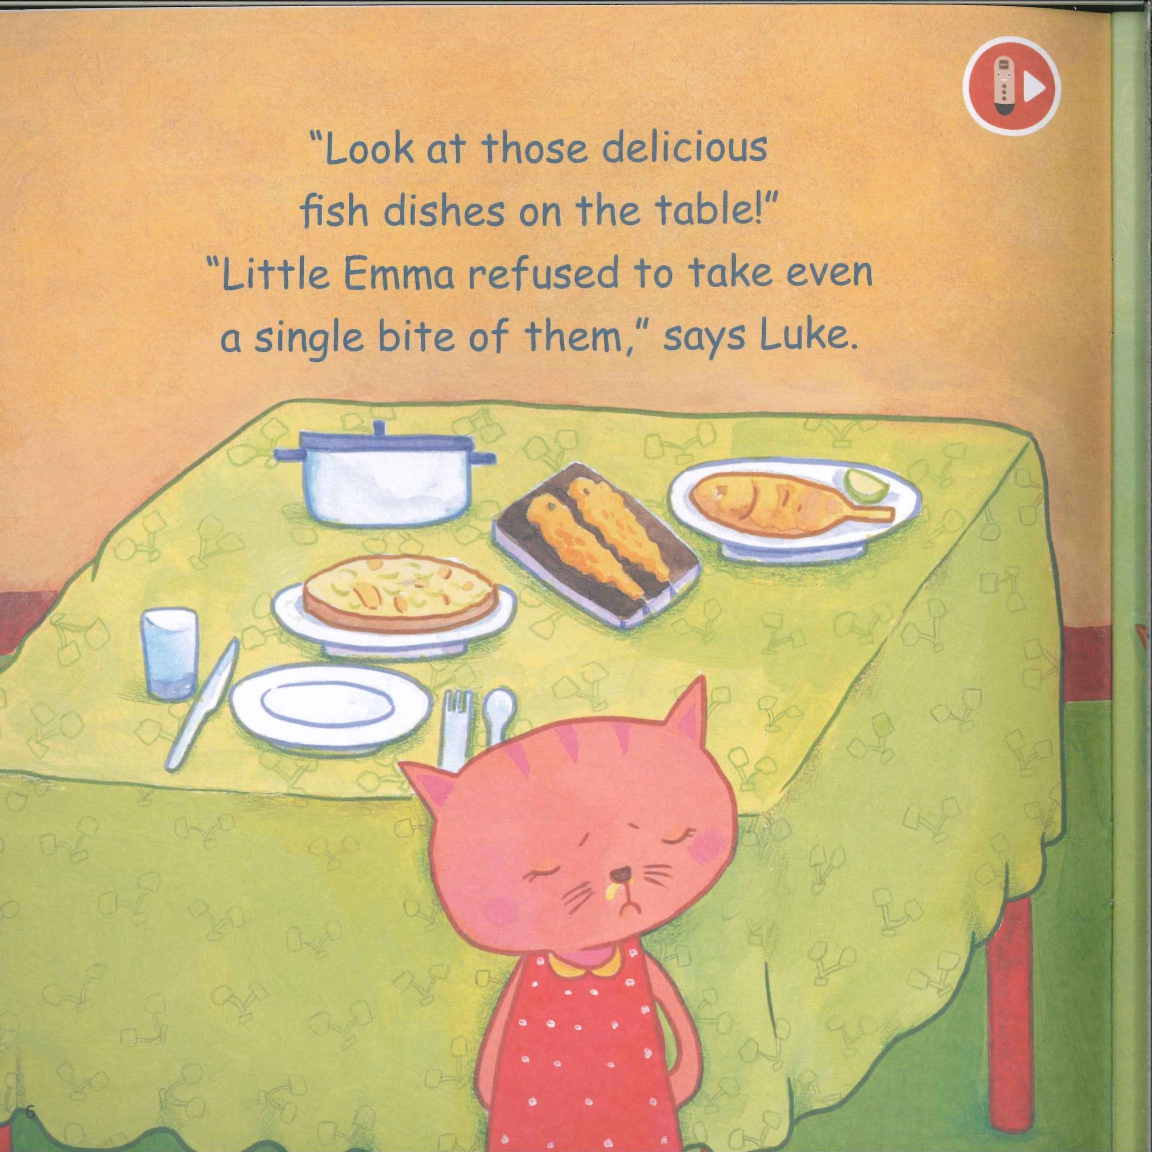 “Look at those delicious
fish dishes on the table!”
“Little Emma refused to take even
a single bite of them,” says Luke.
6